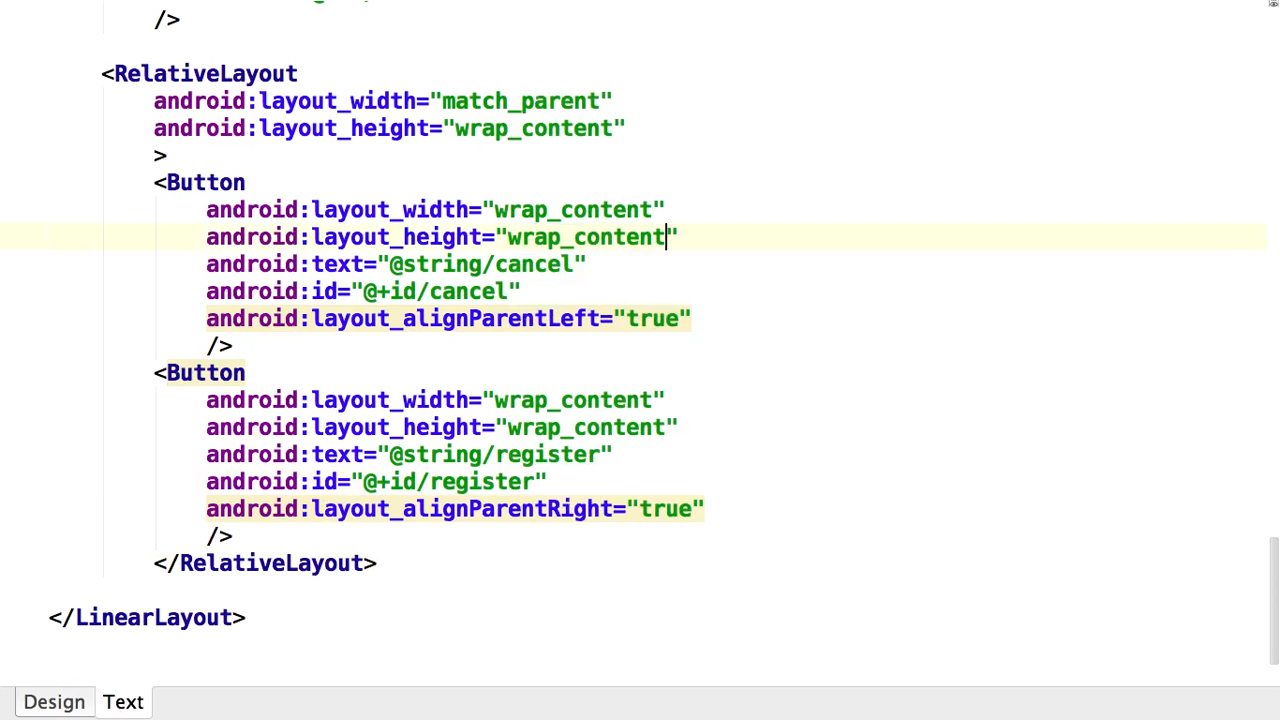 />
<RelativeLayout
android:layout_width="match_parent"
android:layout_height="wrap_content"
>
<Button
android:layout_width="wrap_content"
android:layout_height="wrap_content"
android:text="@string/cancel"
android:id="@+id/cancel"
android:layout_alignParentLeft="true"
/>
<Button
android:layout_width="wrap_content"
android:layout_height="wrap_content"
android:text="@string/register"
android:id="@+id/register"
android:layout_alignParentRight="true"
/>
</RelativeLayout>
</LinearLayout>
Design Text